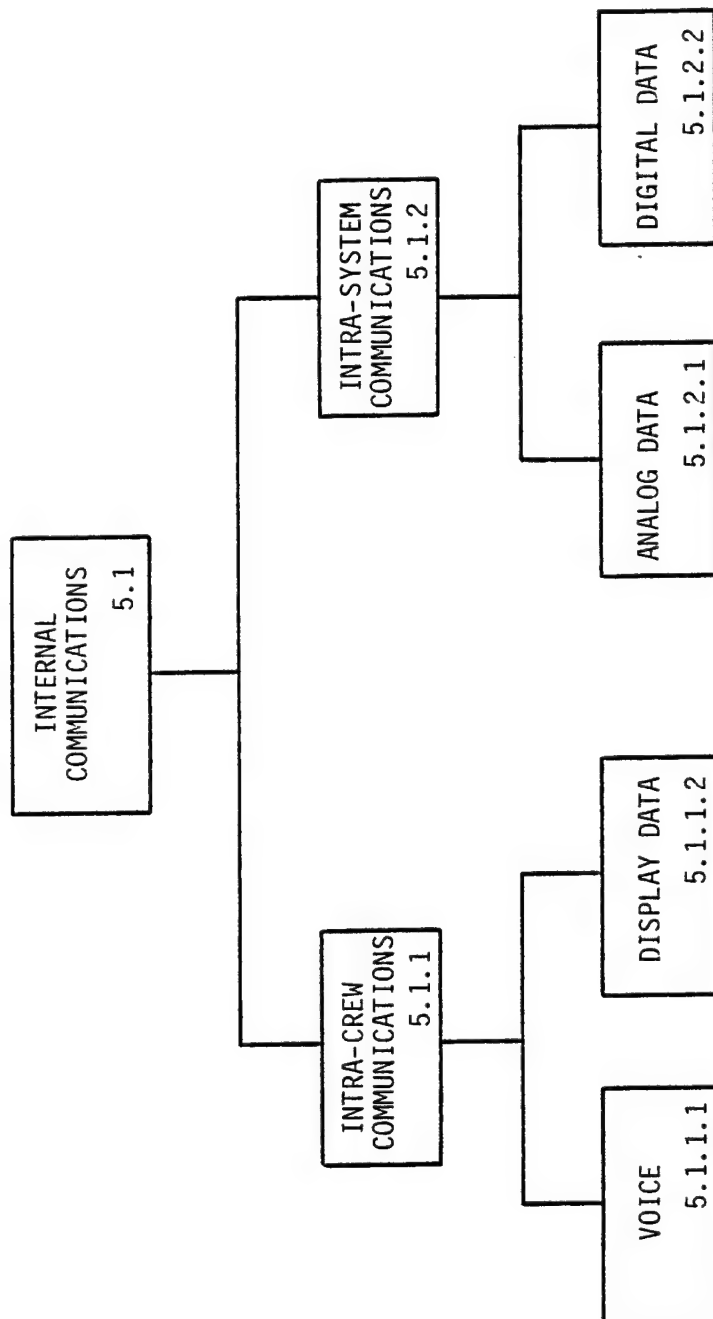 INTERNAL
COMMUNICATIONS
5.1
INTRA-CREW
COMMUNICATIONS
5.1.1
INTRA-SYSTEM
COMMUNICATIONS
5.1.2
VOICE
5.1.1.1
DISPLAY DATA
5.1.1.2
ANALOG DATA
5.1.2.1
DIGITAL DATA
5.1.2.2